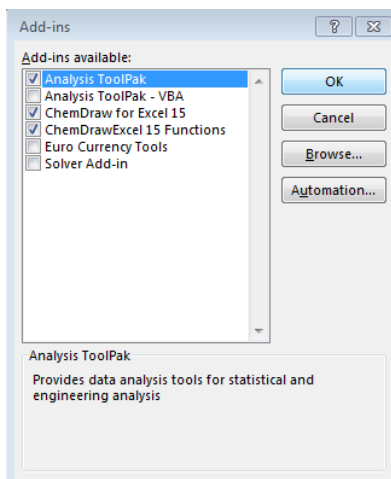 Add-ins
Add-ins available:
Analysis ToolPak
Analysis ToolPak - VBA
ChemDraw for Excel 15
ChemDrawExcel 15 Functions
Euro Currency Tools
Solver Add-in
OK
Cancel
Browse...
Automation...
Analysis ToolPak
Provides data analysis tools for statistical and
engineering analysis